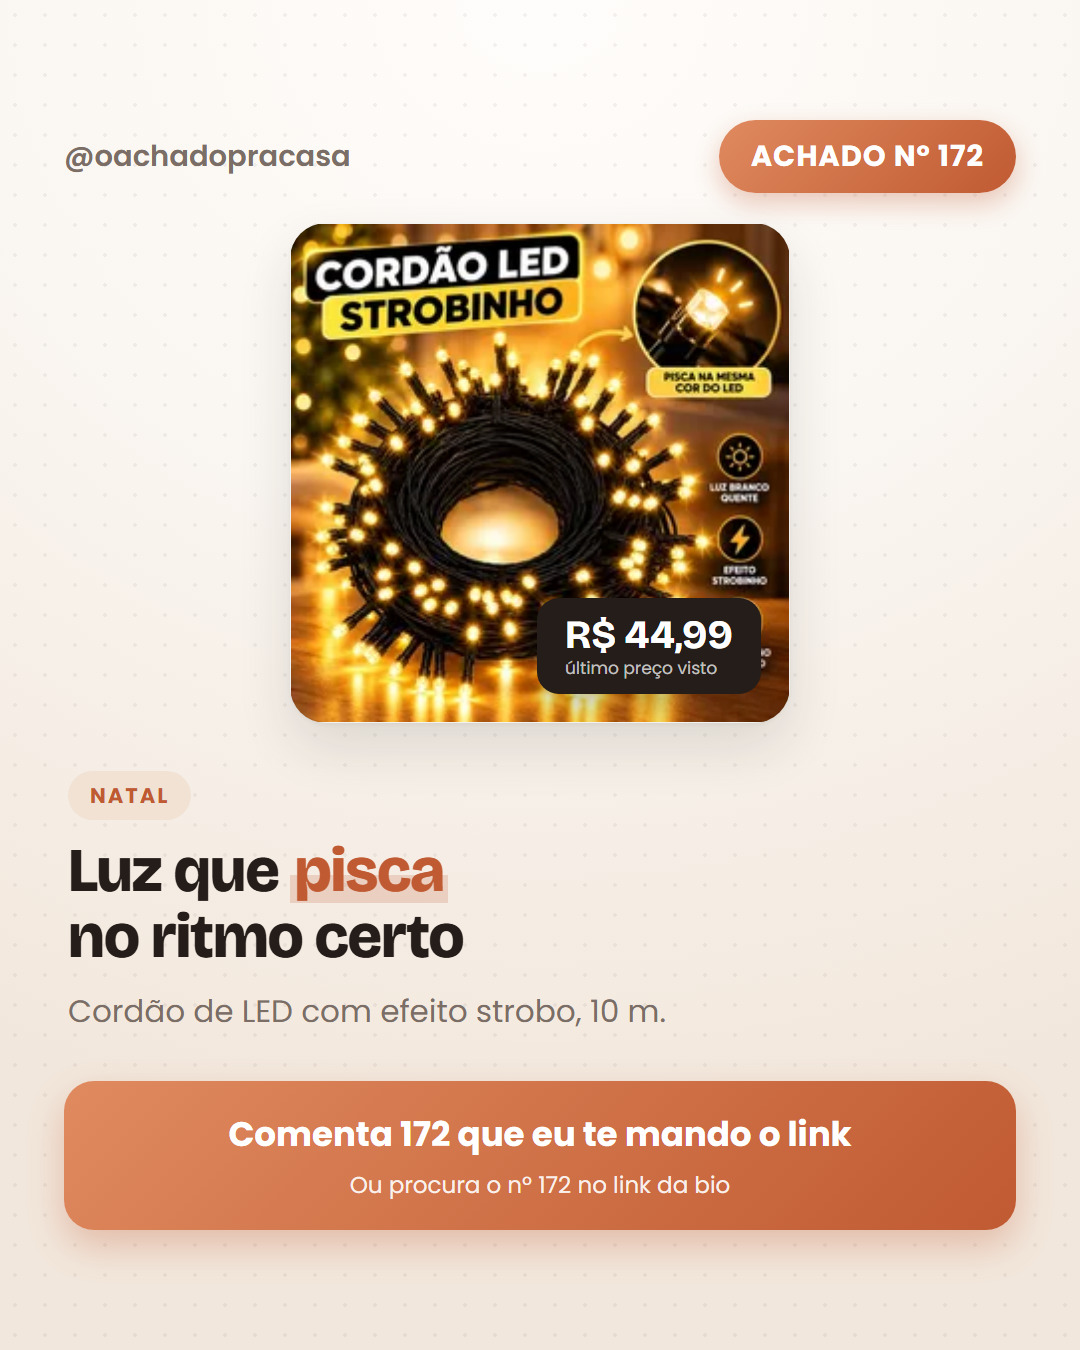 @oachadopracasa
ACHADO Nº 172
CORDÃO LED
STROBINHO
PISCA NA MESMA
COR DO LED
LUZ BRANCO
QUENTE
EFEITO
STROBINHO
R$ 44,99
último preço visto
NATAL
Luz que pisca
no ritmo certo
Cordão de LED com efeito strobo, 10 m.
Comenta 172 que eu te mando o link
Ou procura o nº 172 no link da bio